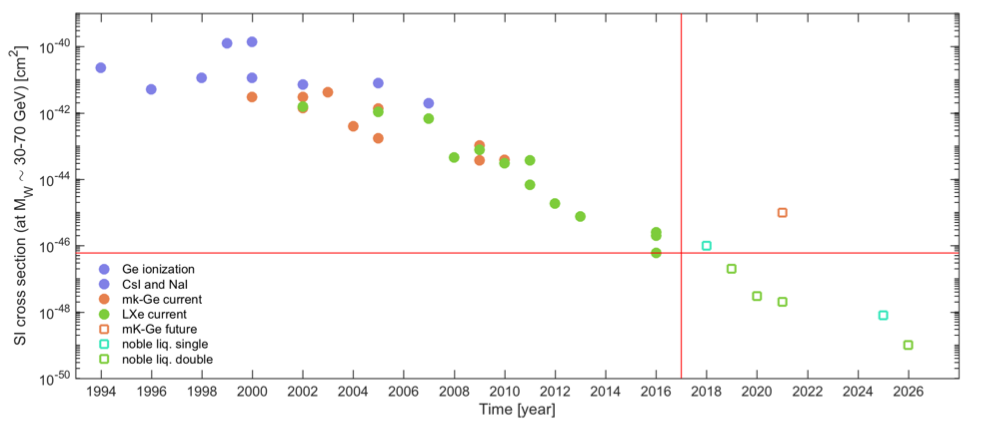 SI cross section (at M_W ~ 30-70 GeV) [cm^2]
10^-40
10^-42
10^-44
10^-46
10^-48
10^-50
Ge ionization
CsI and NaI
mk-Ge current
LXe current
mK-Ge future
noble liq. single
noble liq. double
1994 1996 1998 2000 2002 2004 2006 2008 2010 2012 2014 2016 2018 2020 2022 2024 2026
Time [year]